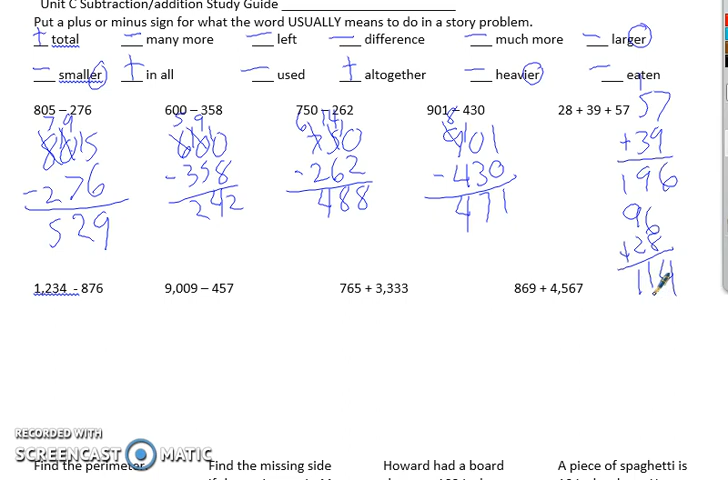 Unit C Subtraction/addition Study Guide
Put a plus or minus sign for what the word USUALLY means to do in a story problem.
+ total − many more − left − difference − much more − larger
− smaller + in all − used + altogether − heavier − eaten
805 – 276 600 – 358 750 – 262 901 – 430 28 + 39 + 57
- 276 - 358 - 262 - 430 57 + 39
529 242 488 471 196
96
+ 28
114
1,234 - 876 9,009 – 457 765 + 3,333 869 + 4,567
RECORDED WITH
SCREENCAST MATIC
Find the perimeter Find the missing side Howard had a board A piece of spaghetti is